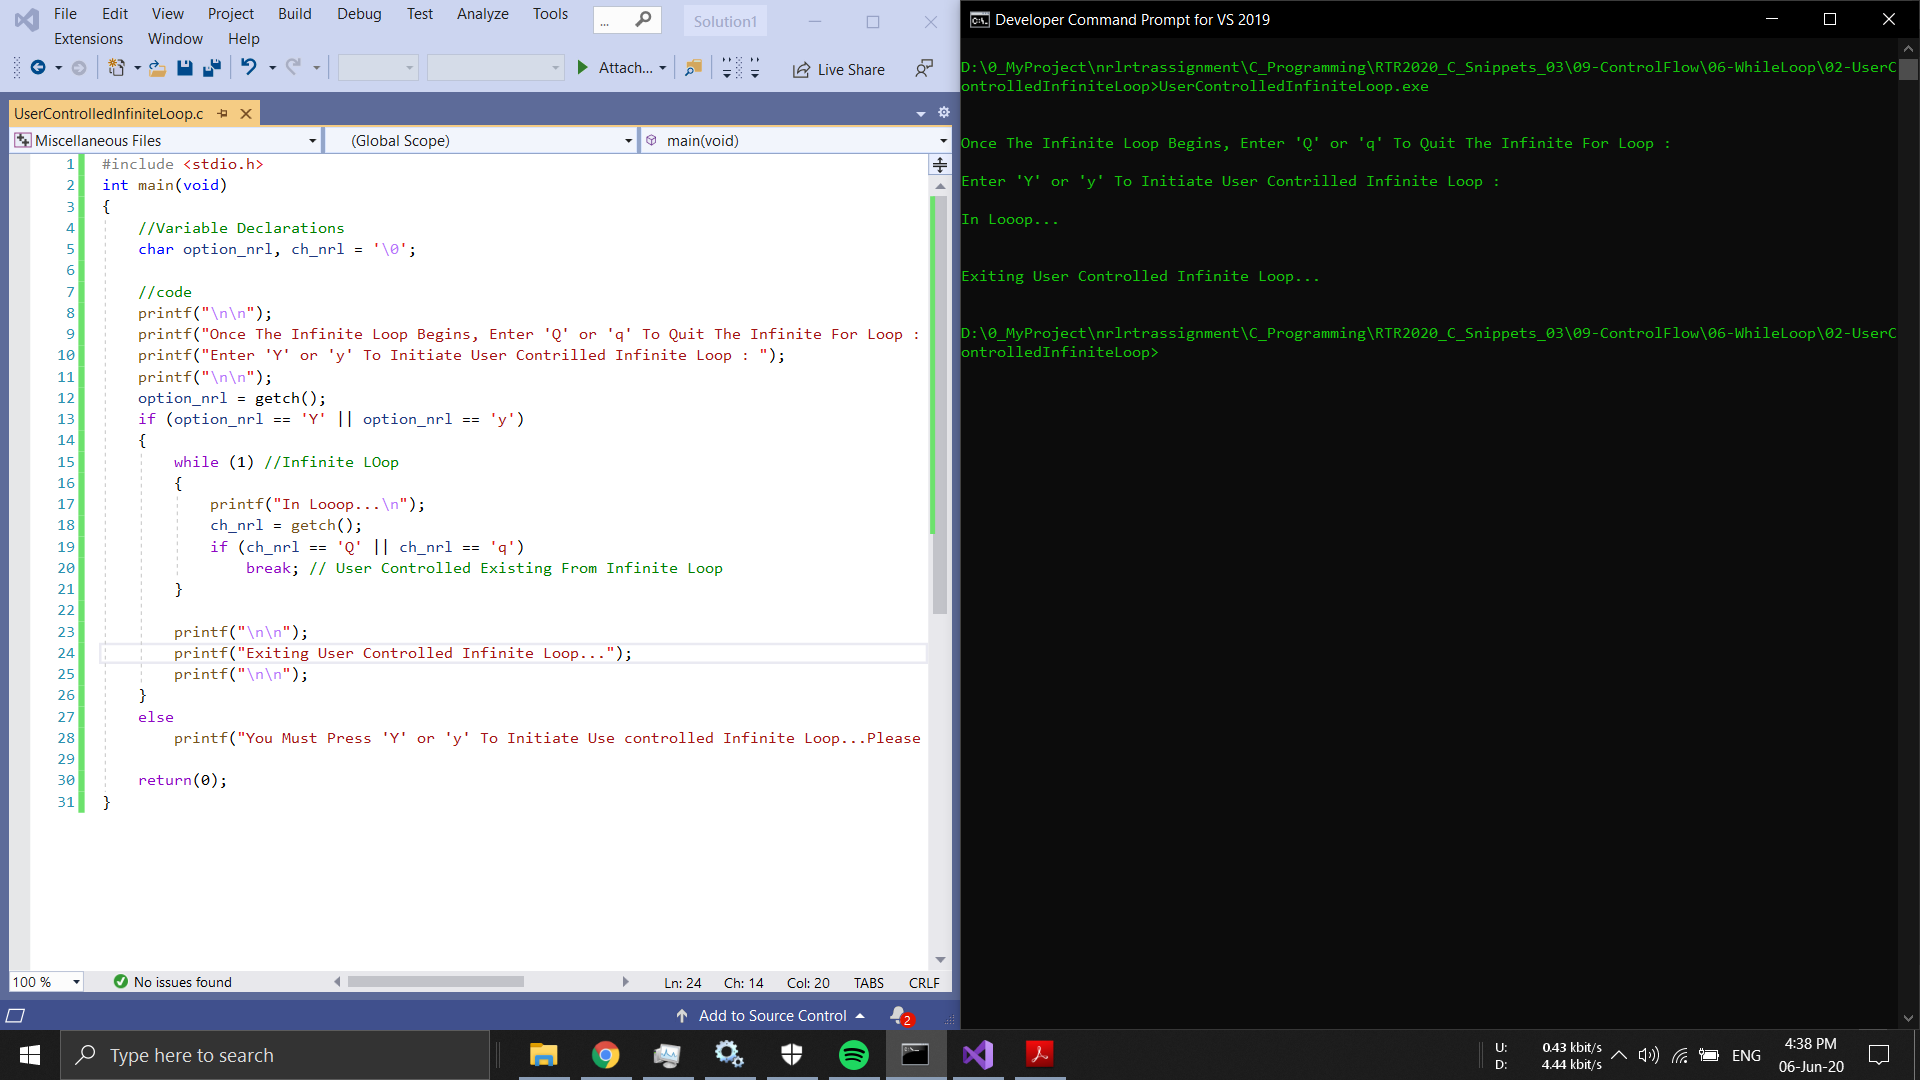 File Edit View Project Build Debug Test Analyze Tools ... Solution1
Extensions Window Help
Attach... Live Share
UserControlledInfiniteLoop.c
Miscellaneous Files (Global Scope) main(void)
1 #include <stdio.h>
2 int main(void)
3 {
4 //Variable Declarations
5 char option_nrl, ch_nrl = '\0';
6
7 //code
8 printf("\n\n");
9 printf("Once The Infinite Loop Begins, Enter 'Q' or 'q' To Quit The Infinite For Loop :
10 printf("Enter 'Y' or 'y' To Initiate User Contrilled Infinite Loop : ");
11 printf("\n\n");
12 option_nrl = getch();
13 if (option_nrl == 'Y' || option_nrl == 'y')
14 {
15 while (1) //Infinite LOop
16 {
17 printf("In Looop...\n");
18 ch_nrl = getch();
19 if (ch_nrl == 'Q' || ch_nrl == 'q')
20 break; // User Controlled Existing From Infinite Loop
21 }
22
23 printf("\n\n");
24 printf("Exiting User Controlled Infinite Loop...");
25 printf("\n\n");
26 }
27 else
28 printf("You Must Press 'Y' or 'y' To Initiate Use controlled Infinite Loop...Please
29
30 return(0);
31 }
100 % No issues found Ln: 24 Ch: 14 Col: 20 TABS CRLF
Add to Source Control 2
Developer Command Prompt for VS 2019
D:\0_MyProject\nrlrtrassignment\C_Programming\RTR2020_C_Snippets_03\09-ControlFlow\06-WhileLoop\02-UserC
ontrolledInfiniteLoop>UserControlledInfiniteLoop.exe
Once The Infinite Loop Begins, Enter 'Q' or 'q' To Quit The Infinite For Loop :
Enter 'Y' or 'y' To Initiate User Contrilled Infinite Loop :
In Looop...
Exiting User Controlled Infinite Loop...
D:\0_MyProject\nrlrtrassignment\C_Programming\RTR2020_C_Snippets_03\09-ControlFlow\06-WhileLoop\02-UserC
ontrolledInfiniteLoop>
Type here to search
U: 0.43 kbit/s
D: 4.44 kbit/s
ENG
4:38 PM
06-Jun-20